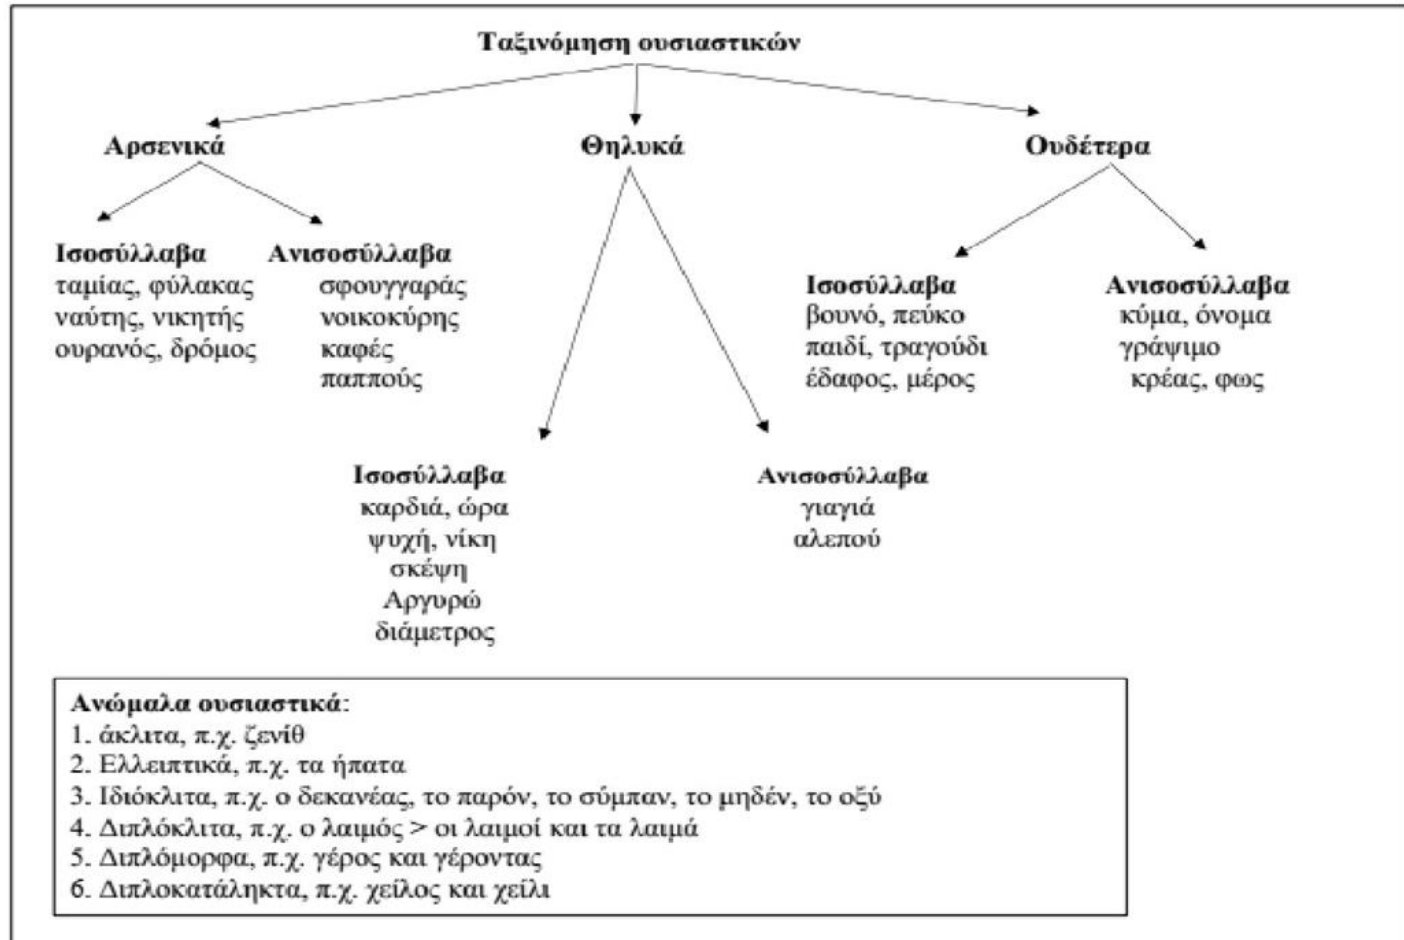 Ταξινόμηση ουσιαστικών
Αρσενικά
Θηλυκά
Ουδέτερα
Ισοσύλλαβα
ταμίας, φύλακας
ναύτης, νικητής
ουρανός, δρόμος
Ανισοσύλλαβα
σφουγγαράς
νοικοκύρης
καφές
παππούς
Ισοσύλλαβα
καρδιά, ώρα
ψυχή, νίκη
σκέψη
Αργυρώ
διάμετρος
Ανισοσύλλαβα
γιαγιά
αλεπού
Ισοσύλλαβα
βουνό, πεύκο
παιδί, τραγούδι
έδαφος, μέρος
Ανισοσύλλαβα
κύμα, όνομα
γράψιμο
κρέας, φως
Ανώμαλα ουσιαστικά:
1. άκλιτα, π.χ. ζενίθ
2. Ελλειπτικά, π.χ. τα ήπατα
3. Ιδιόκλιτα, π.χ. ο δεκανέας, το παρόν, το σύμπαν, το μηδέν, το οξύ
4. Διπλόκλιτα, π.χ. ο λαιμός > οι λαιμοί και τα λαιμά
5. Διπλόμορφα, π.χ. γέρος και γέροντας
6. Διπλοκατάληκτα, π.χ. χείλος και χείλι